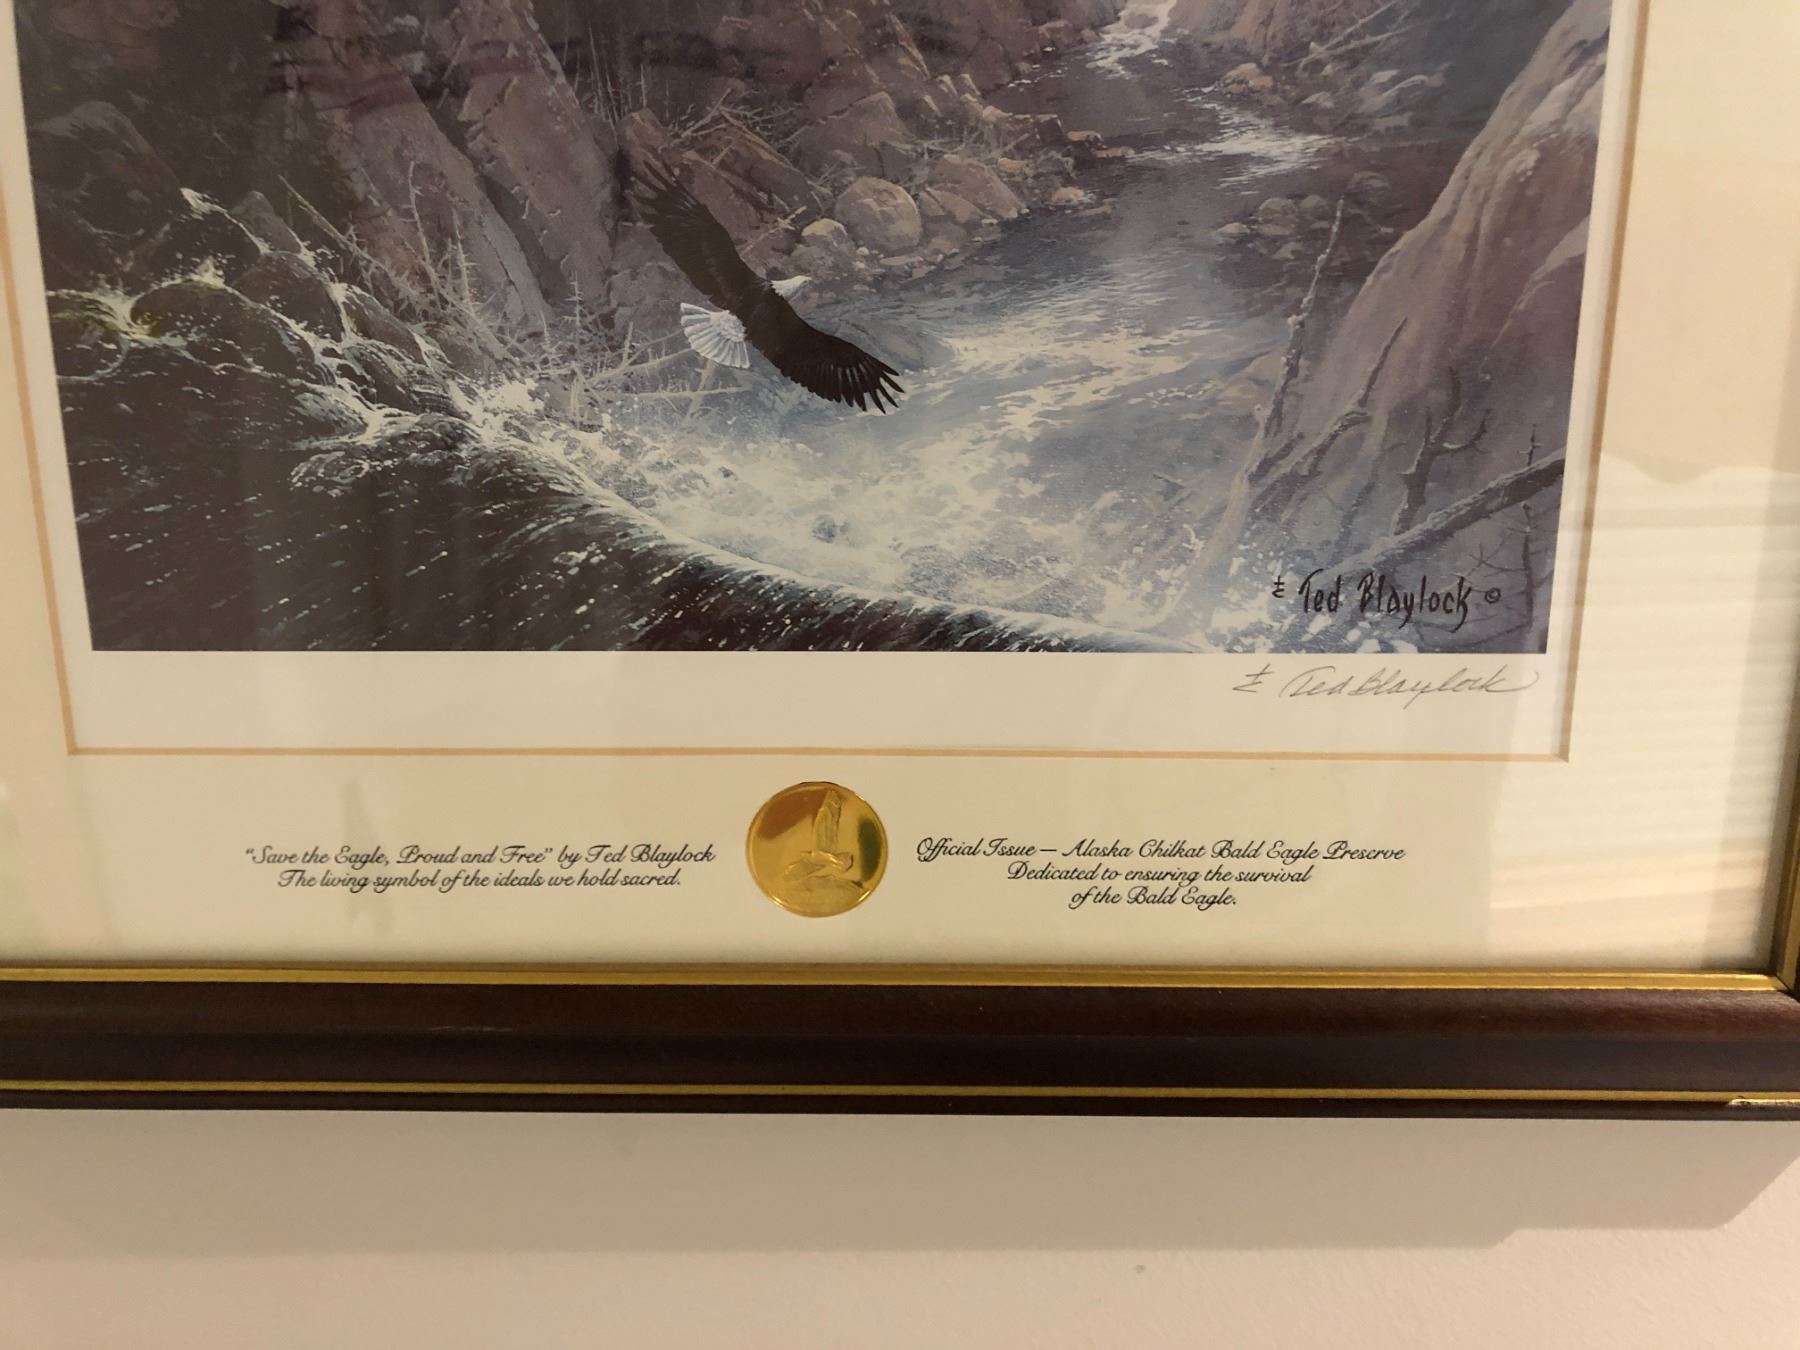 Ted Blaylock ©
Ted Blaylock
"Save the Eagle, Proud and Free" by Ted Blaylock
The living symbol of the ideals we hold sacred.
Official Issue — Alaska Chilkat Bald Eagle Preserve
Dedicated to ensuring the survival
of the Bald Eagle.